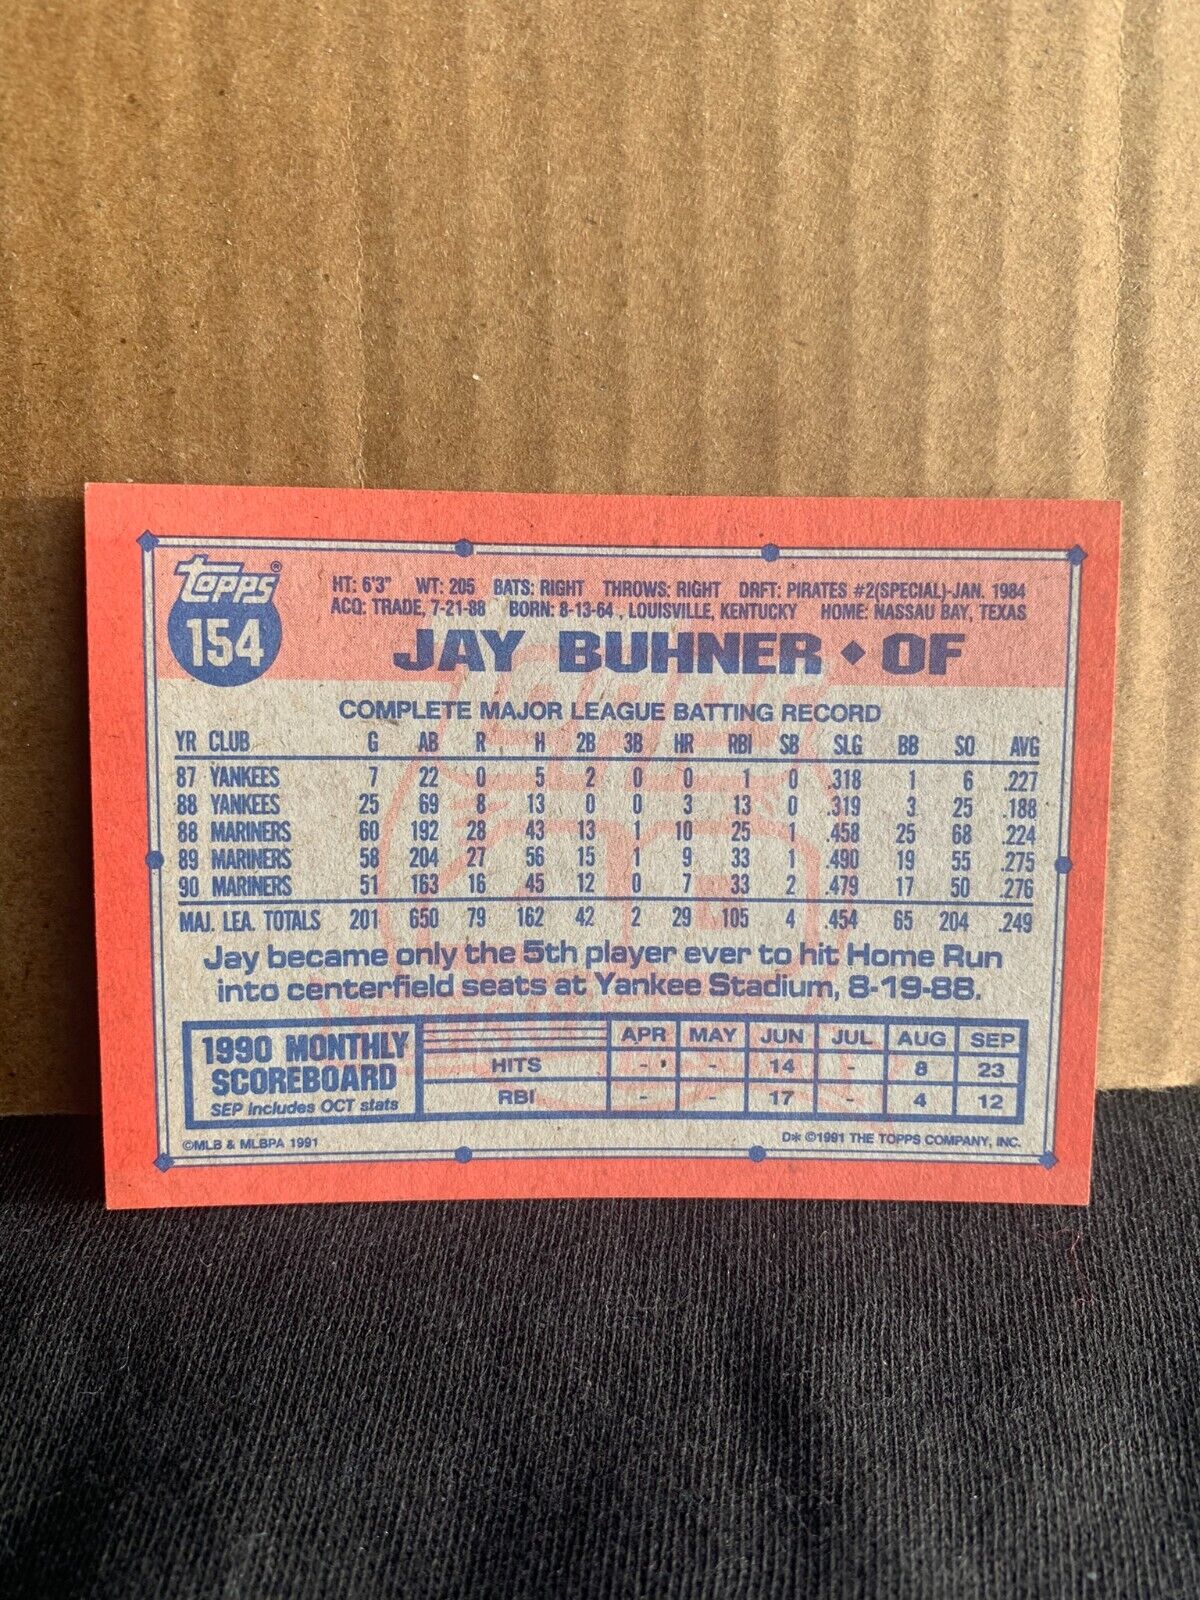 topps®
154
HT: 6'3" WT: 205 BATS: RIGHT THROWS: RIGHT DRFT: PIRATES #2(SPECIAL)-JAN. 1984
ACQ: TRADE, 7-21-88 BORN: 8-13-64, LOUISVILLE, KENTUCKY HOME: NASSAU BAY, TEXAS
JAY BUHNER ◆ OF
COMPLETE MAJOR LEAGUE BATTING RECORD
YR CLUB G AB R H 2B 3B HR RBI SB SLG BB SO AVG
87 YANKEES 7 22 0 5 2 0 0 1 0 .318 1 6 .227
88 YANKEES 25 69 8 13 0 0 3 13 0 .319 3 25 .188
88 MARINERS 60 192 28 43 13 1 10 25 1 .458 25 68 .224
89 MARINERS 58 204 27 56 15 1 9 33 1 .490 19 55 .275
90 MARINERS 51 163 16 45 12 0 7 33 2 .479 17 50 .276
MAJ. LEA. TOTALS 201 650 79 162 42 2 29 105 4 .454 65 204 .249
Jay became only the 5th player ever to hit Home Run
into centerfield seats at Yankee Stadium, 8-19-88.
1990 MONTHLY
SCOREBOARD
SEP includes OCT stats
APR MAY JUN JUL AUG SEP
HITS - - 14 - 8 23
RBI - - 17 - 4 12
©MLB & MLBPA 1991
D* ©1991 THE TOPPS COMPANY, INC.